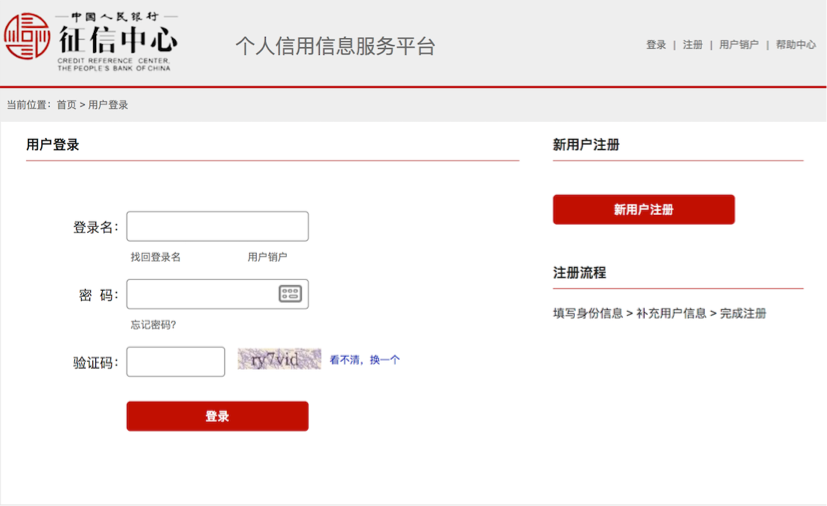 中国人民银行
征信中心
CREDIT REFERENCE CENTER,
THE PEOPLE'S BANK OF CHINA
个人信用信息服务平台
登录 | 注册 | 用户销户 | 帮助中心
当前位置：首页 > 用户登录
用户登录
登录名：
找回登录名 用户销户
密 码：
忘记密码?
验证码：
ry7vid
看不清，换一个
登录
新用户注册
新用户注册
注册流程
填写身份信息 > 补充用户信息 > 完成注册